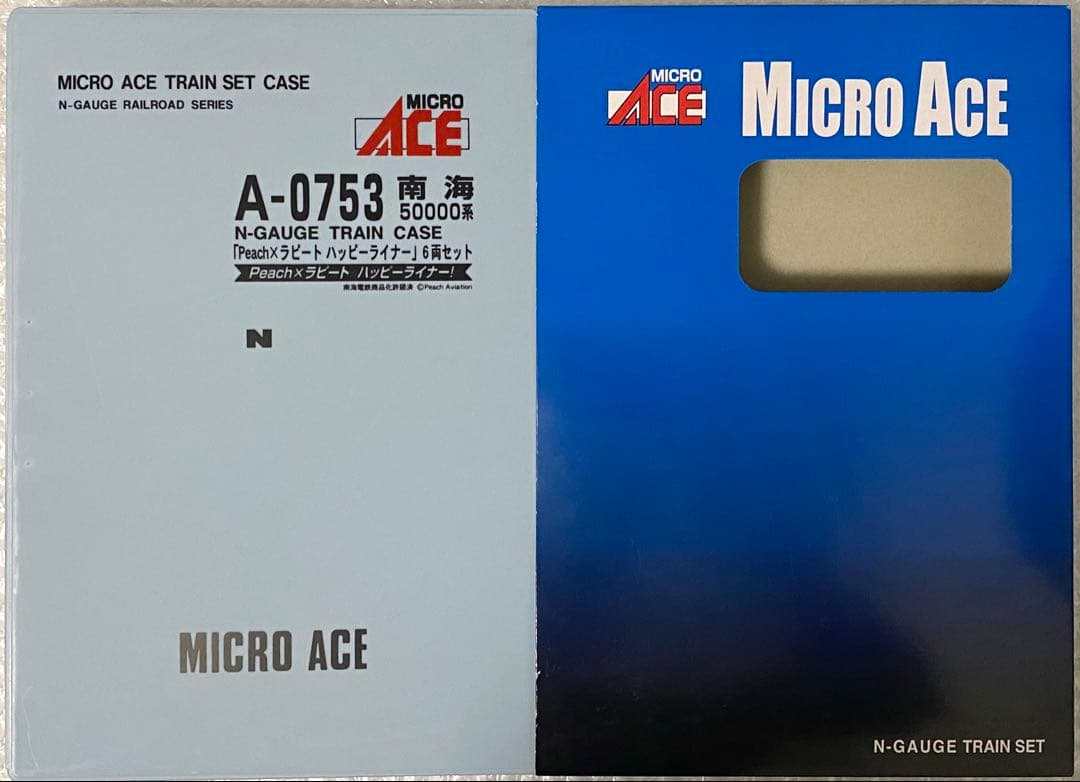 MICRO ACE TRAIN SET CASE
N-GAUGE RAILROAD SERIES
MICRO
ACE
A-0753 南海
50000系
N-GAUGE TRAIN CASE
「Peach×ラピート ハッピーライナー」6両セット
Peach×ラピート ハッピーライナー!
南海電鉄商品化許諾済 ©Peach Aviation
N
MICRO ACE
MICRO
ACE
MICRO ACE
N-GAUGE TRAIN SET